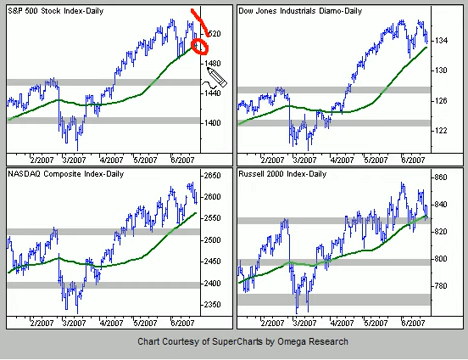 S&P 500 Stock Index-Daily
1520
1480
1440
1400
2/2007 3/2007 4/2007 5/2007 6/2007
Dow Jones Industrials Diamo-Daily
134
128
122
2/2007 3/2007 4/2007 5/2007 6/2007
NASDAQ Composite Index-Daily
2650
2600
2550
2500
2450
2400
2350
2/2007 3/2007 4/2007 5/2007 6/2007
Russell 2000 Index-Daily
860
840
820
800
780
2/2007 3/2007 4/2007 5/2007 6/2007
Chart Courtesy of SuperCharts by Omega Research